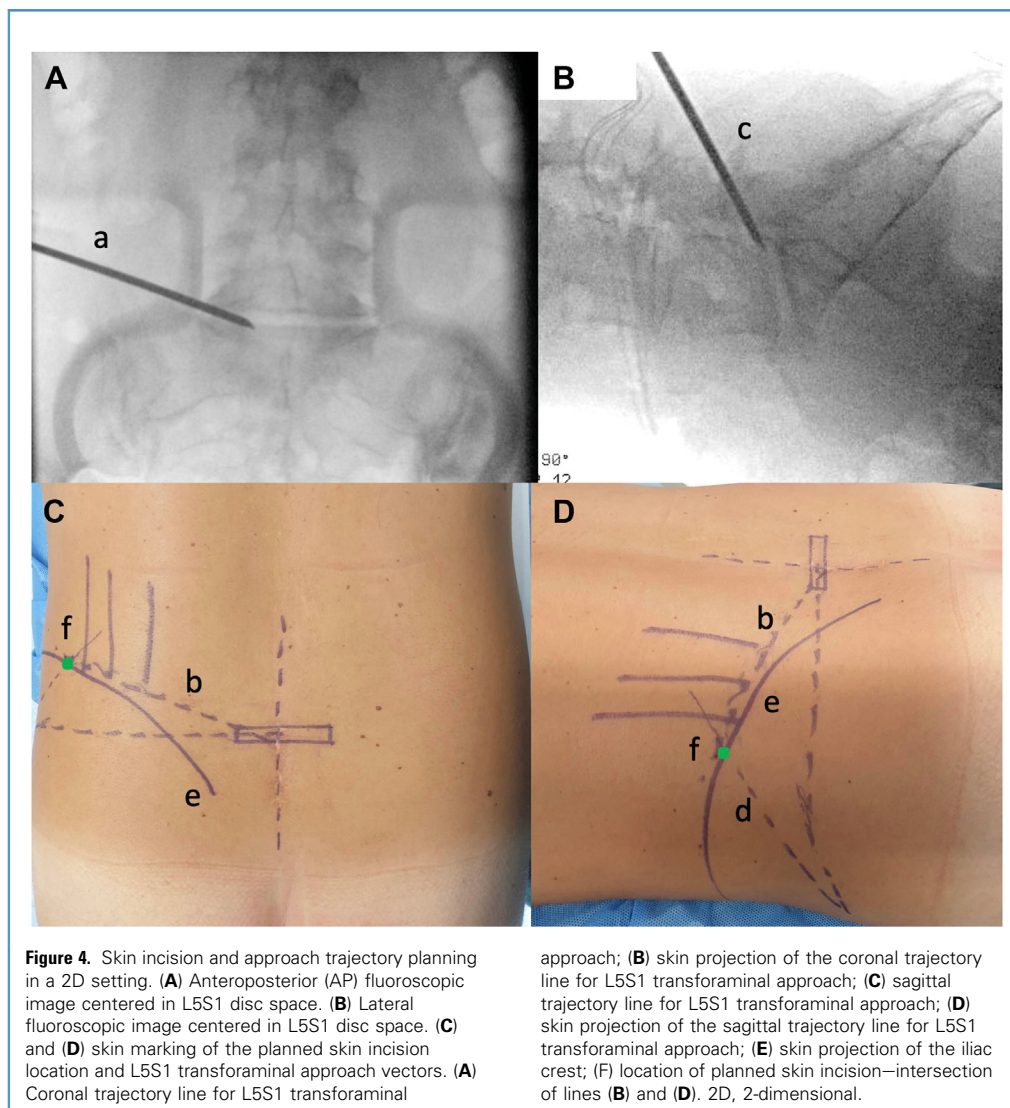 A
a
B
c
90°
12
C
f
b
e
D
b
e
f
d
Figure 4. Skin incision and approach trajectory planning
in a 2D setting. (A) Anteroposterior (AP) fluoroscopic
image centered in L5S1 disc space. (B) Lateral
fluoroscopic image centered in L5S1 disc space. (C)
and (D) skin marking of the planned skin incision
location and L5S1 transforaminal approach vectors. (A)
Coronal trajectory line for L5S1 transforaminal
approach; (B) skin projection of the coronal trajectory
line for L5S1 transforaminal approach; (C) sagittal
trajectory line for L5S1 transforaminal approach; (D)
skin projection of the sagittal trajectory line for L5S1
transforaminal approach; (E) skin projection of the iliac
crest; (F) location of planned skin incision—intersection
of lines (B) and (D). 2D, 2-dimensional.